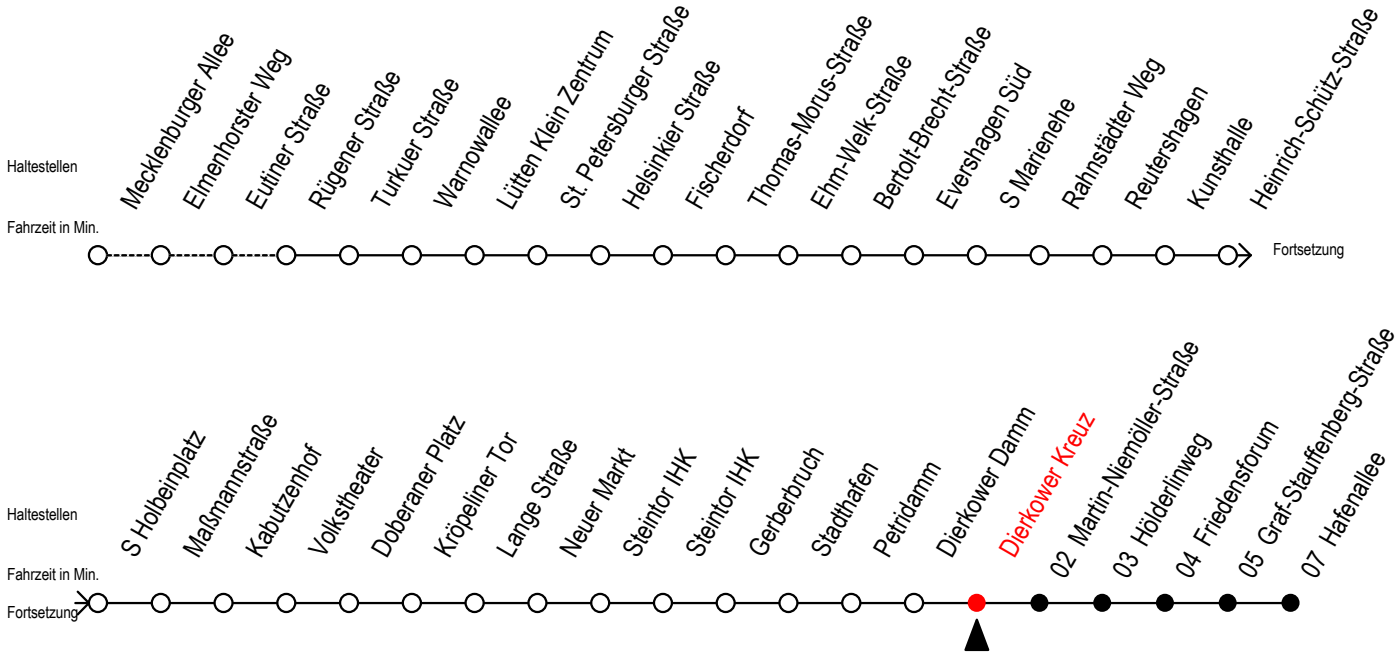 Haltestellen
Mecklenburger Allee
Elmenhorster Weg
Eutiner Straße
Rügener Straße
Turkuer Straße
Warnowallee
Lütten Klein Zentrum
St. Petersburger Straße
Helsinkier Straße
Fischerdorf
Thomas-Morus-Straße
Ehm-Welk-Straße
Bertolt-Brecht-Straße
Evershagen Süd
S Marienehe
Rahnstädter Weg
Reutershagen
Kunsthalle
Heinrich-Schütz-Straße
Fahrzeit in Min.
Fortsetzung
Haltestellen
S Holbeinplatz
Maßmannstraße
Kabutzenhof
Volkstheater
Doberaner Platz
Kröpeliner Tor
Lange Straße
Neuer Markt
Steintor IHK
Steintor IHK
Gerberbruch
Stadthafen
Petridamm
Dierkower Damm
Dierkower Kreuz
02 Martin-Niemöller-Straße
03 Hölderlinweg
04 Friedensforum
05 Graf-Stauffenberg-Straße
07 Hafenallee
Fahrzeit in Min.
Fortsetzung